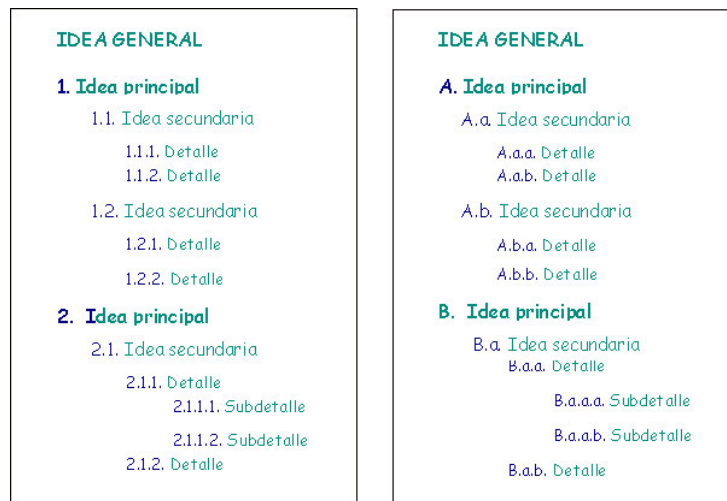 IDEA GENERAL
1. Idea principal
1.1. Idea secundaria
1.1.1. Detalle
1.1.2. Detalle
1.2. Idea secundaria
1.2.1. Detalle
1.2.2. Detalle
2. Idea principal
2.1. Idea secundaria
2.1.1. Detalle
2.1.1.1. Subdetalle
2.1.1.2. Subdetalle
2.1.2. Detalle
IDEA GENERAL
A. Idea principal
A.a. Idea secundaria
A.a.a. Detalle
A.a.b. Detalle
A.b. Idea secundaria
A.b.a. Detalle
A.b.b. Detalle
B. Idea principal
B.a. Idea secundaria
B.a.a. Detalle
B.a.a.a. Subdetalle
B.a.a.b. Subdetalle
B.a.b. Detalle